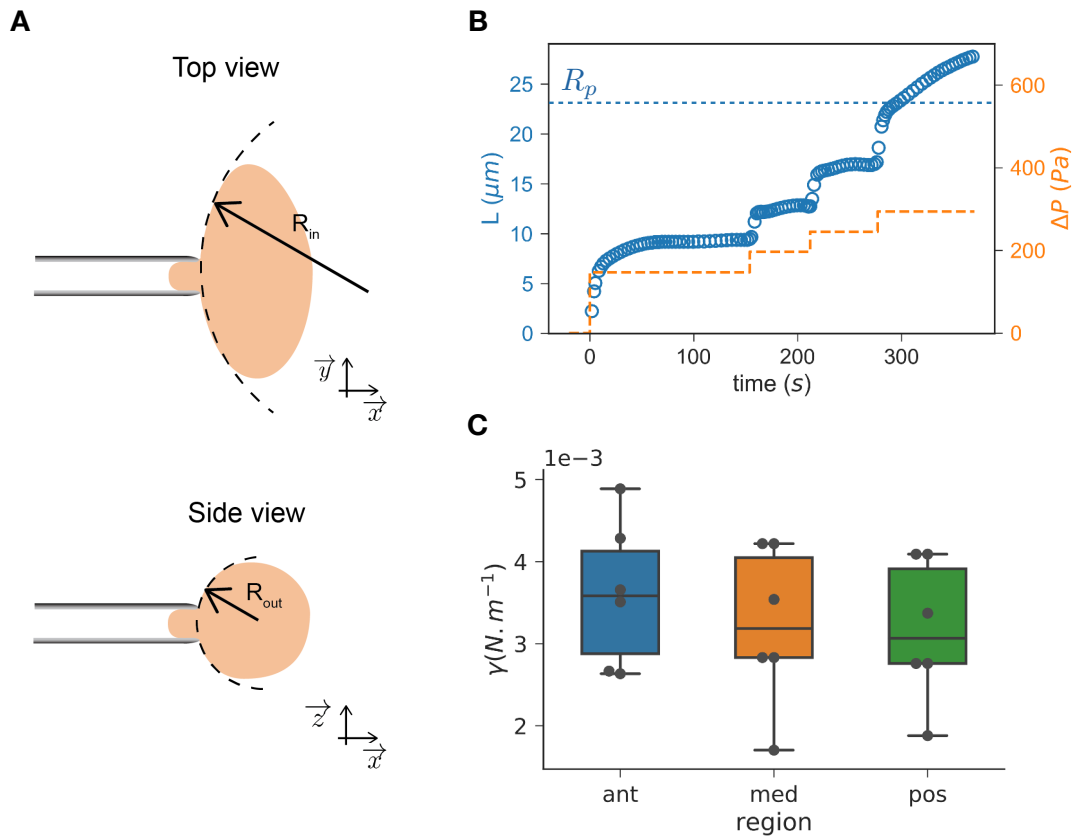 A
Top view
R_in
y
x
Side view
R_out
z
x
B
R_p
L (μm)
25
20
15
10
5
0
600
400
200
0
ΔP (Pa)
0 100 200 300
time (s)
C
1e−3
5
4
3
2
γ(N.m⁻¹)
ant med pos
region